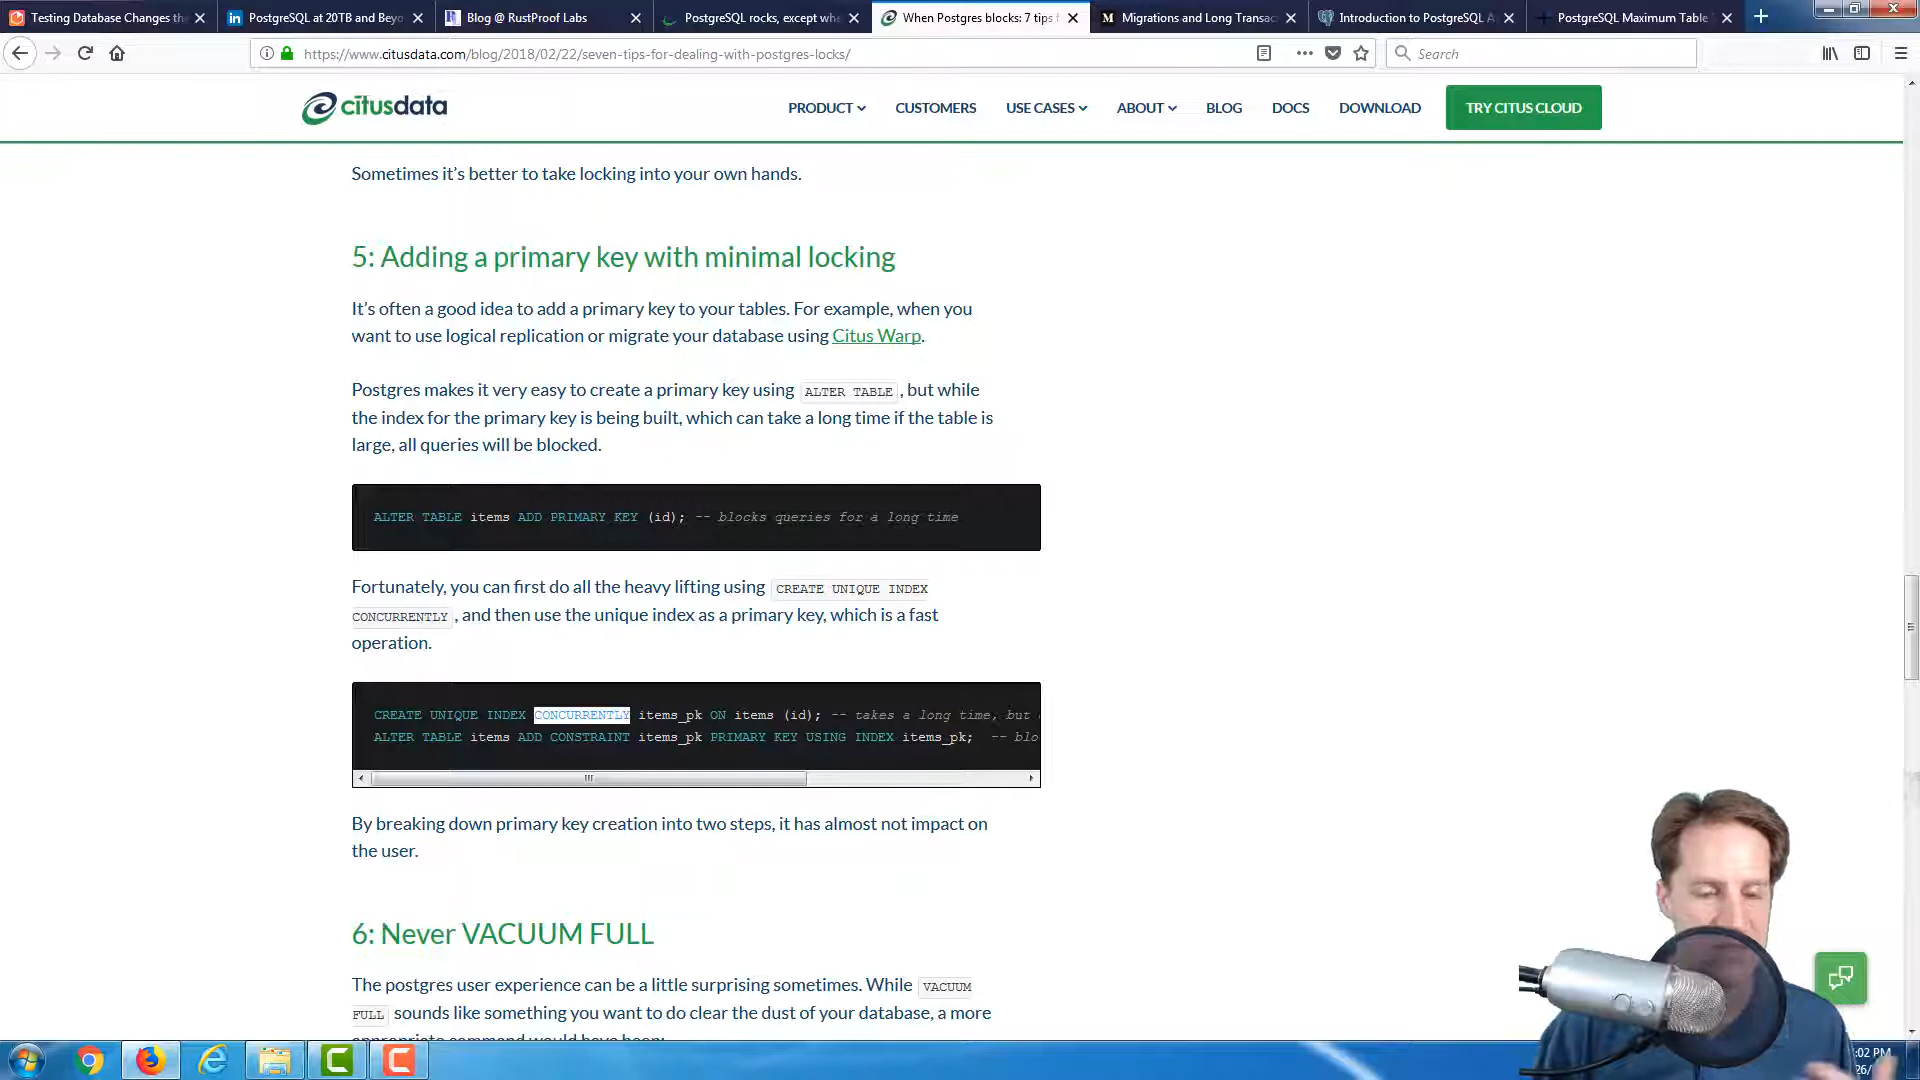 Testing Database Changes the
PostgreSQL at 20TB and Beyo
Blog @ RustProof Labs
PostgreSQL rocks, except whe
When Postgres blocks: 7 tips f
Migrations and Long Transac
Introduction to PostgreSQL A
PostgreSQL Maximum Table
https://www.citusdata.com/blog/2018/02/22/seven-tips-for-dealing-with-postgres-locks/
Search
citusdata
PRODUCT
CUSTOMERS
USE CASES
ABOUT
BLOG
DOCS
DOWNLOAD
TRY CITUS CLOUD
Sometimes it's better to take locking into your own hands.
5: Adding a primary key with minimal locking
It's often a good idea to add a primary key to your tables. For example, when you
want to use logical replication or migrate your database using Citus Warp.
Postgres makes it very easy to create a primary key using ALTER TABLE, but while
the index for the primary key is being built, which can take a long time if the table is
large, all queries will be blocked.
ALTER TABLE items ADD PRIMARY KEY (id); -- blocks queries for a long time
Fortunately, you can first do all the heavy lifting using CREATE UNIQUE INDEX
CONCURRENTLY, and then use the unique index as a primary key, which is a fast
operation.
CREATE UNIQUE INDEX CONCURRENTLY items_pk ON items (id); -- takes a long time, but
ALTER TABLE items ADD CONSTRAINT items_pk PRIMARY KEY USING INDEX items_pk; -- blo
By breaking down primary key creation into two steps, it has almost not impact on
the user.
6: Never VACUUM FULL
The postgres user experience can be a little surprising sometimes. While VACUUM
FULL sounds like something you want to do clear the dust of your database, a more
appropriate command would have been:
:02 PM
26/